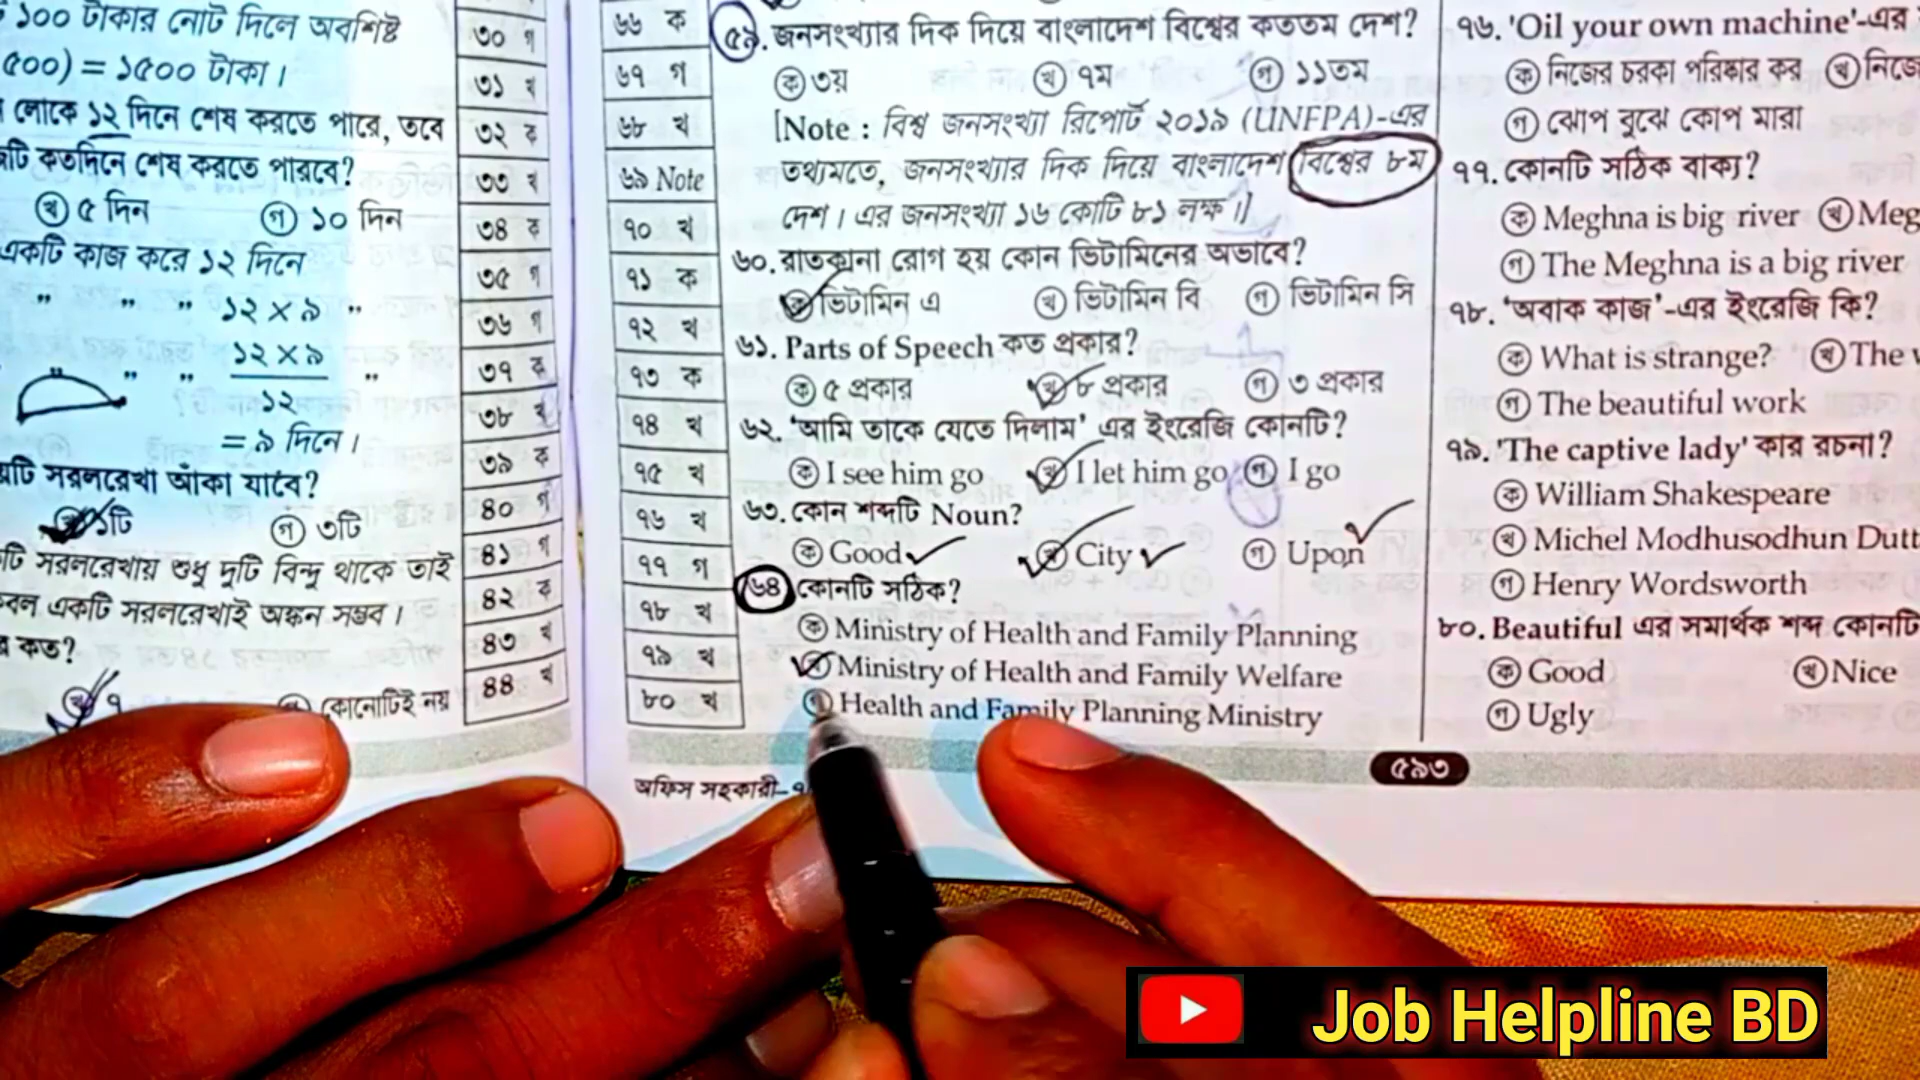 ১০০ টাকার নোট দিলে অবশিষ্ট
৫০০) = ১৫০০ টাকা।
লোকে ১২ দিনে শেষ করতে পারে, তবে
টি কতদিনে শেষ করতে পারবে?
খ ৫ দিন গ ১০ দিন
একটি কাজ করে ১২ দিনে
" " " ১২ × ৯ "
" " " ১২ × ৯ "
১২
= ৯ দিনে।
টি সরলরেখা আঁকা যাবে?
১টি গ ৩টি
টি সরলরেখায় শুধু দুটি বিন্দু থাকে তাই
একটি সরলরেখাই অঙ্কন সম্ভব।
কত?
খ ৭ কোনোটিই নয়
৩০ গ
৩১ খ
৩২ ক
৩৩ খ
৩৪ ক
৩৫ গ
৩৬ গ
৩৭ ক
৩৮ খ
৩৯ ক
৪০ গ
৪১ গ
৪২ ক
৪৩ খ
৪৪ খ
৬৬ ক
৬৭ গ
৬৮ খ
৬৯ Note
৭০ খ
৭১ ক
৭২ খ
৭৩ ক
৭৪ খ
৭৫ খ
৭৬ খ
৭৭ গ
৭৮ খ
৭৯ খ
৮০ খ
অফিস সহকারী–৭
৫৯. জনসংখ্যার দিক দিয়ে বাংলাদেশ বিশ্বের কততম দেশ?
ক ৩য় খ ৭ম গ ১১তম
[Note : বিশ্ব জনসংখ্যা রিপোর্ট ২০১৯ (UNFPA)-এর
তথ্যমতে, জনসংখ্যার দিক দিয়ে বাংলাদেশ বিশ্বের ৮ম
দেশ। এর জনসংখ্যা ১৬ কোটি ৮১ লক্ষ।]
৬০. রাতকানা রোগ হয় কোন ভিটামিনের অভাবে?
ক ভিটামিন এ খ ভিটামিন বি গ ভিটামিন সি
৬১. Parts of Speech কত প্রকার?
ক ৫ প্রকার খ ৮ প্রকার গ ৩ প্রকার
৬২. 'আমি তাকে যেতে দিলাম' এর ইংরেজি কোনটি?
ক I see him go খ I let him go গ I go
৬৩. কোন শব্দটি Noun?
ক Good খ City গ Upon
৬৪. কোনটি সঠিক?
ক Ministry of Health and Family Planning
খ Ministry of Health and Family Welfare
গ Health and Family Planning Ministry
৫৯৩
৭৬. 'Oil your own machine'-এর
ক নিজের চরকা পরিষ্কার কর খ নিজে
গ ঝোপ বুঝে কোপ মারা
৭৭. কোনটি সঠিক বাক্য?
ক Meghna is big river খ Meg
গ The Meghna is a big river
৭৮. 'অবাক কাজ'-এর ইংরেজি কি?
ক What is strange? খ The
গ The beautiful work
৭৯. 'The captive lady' কার রচনা?
ক William Shakespeare
খ Michel Modhusodhun Dutt
গ Henry Wordsworth
৮০. Beautiful এর সমার্থক শব্দ কোনটি
ক Good খ Nice
গ Ugly
Job Helpline BD